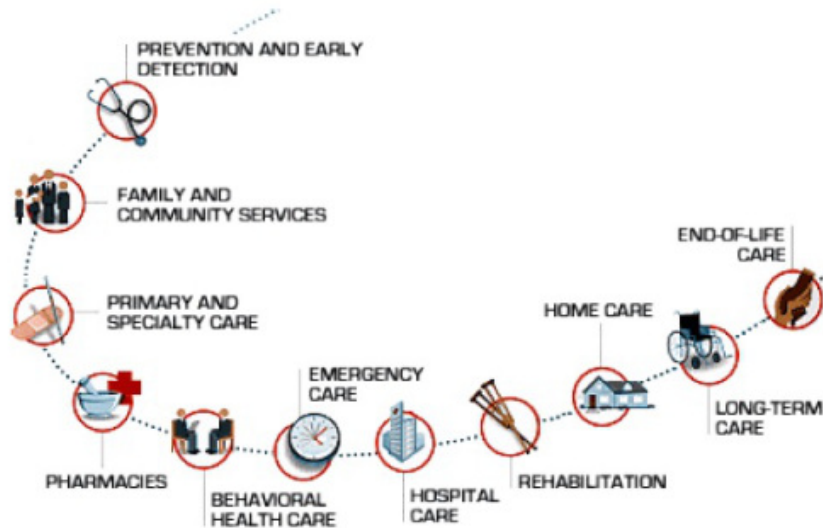 PREVENTION AND EARLY
DETECTION
FAMILY AND
COMMUNITY SERVICES
PRIMARY AND
SPECIALTY CARE
PHARMACIES
BEHAVIORAL
HEALTH CARE
EMERGENCY
CARE
HOSPITAL
CARE
REHABILITATION
HOME CARE
LONG-TERM
CARE
END-OF-LIFE
CARE